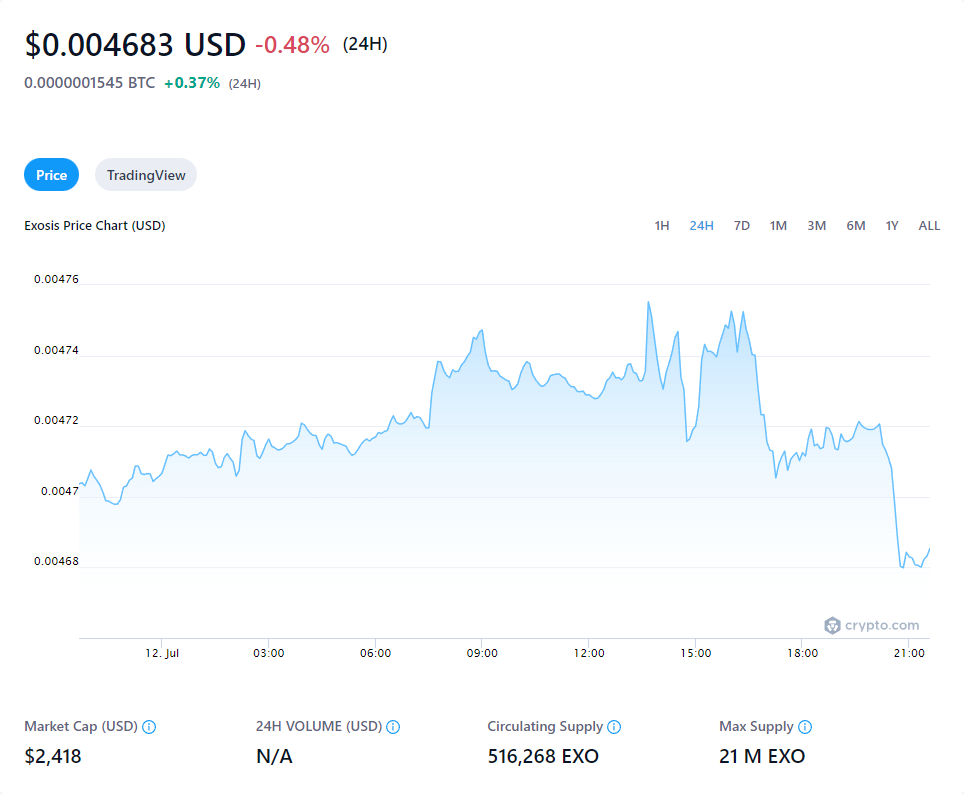 $0.004683 USD -0.48% (24H)
0.0000001545 BTC +0.37% (24H)
Price TradingView
Exosis Price Chart (USD) 1H 24H 7D 1M 3M 6M 1Y ALL
0.00476
0.00474
0.00472
0.0047
0.00468
crypto.com
12. Jul 03:00 06:00 09:00 12:00 15:00 18:00 21:00
Market Cap (USD) 24H VOLUME (USD) Circulating Supply Max Supply
$2,418 N/A 516,268 EXO 21 M EXO